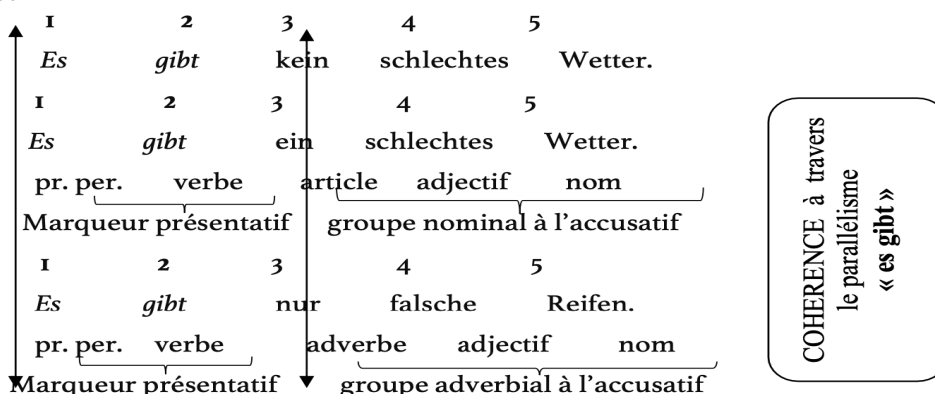 1 2 3 4 5
Es gibt kein schlechtes Wetter.
1 2 3 4 5
Es gibt ein schlechtes Wetter.
pr. per. verbe article adjectif nom
Marqueur présentatif groupe nominal à l’accusatif
1 2 3 4 5
Es gibt nur falsche Reifen.
pr. per. verbe adverbe adjectif nom
Marqueur présentatif groupe adverbial à l’accusatif
COHERENCE à travers
le parallélisme
« es gibt »